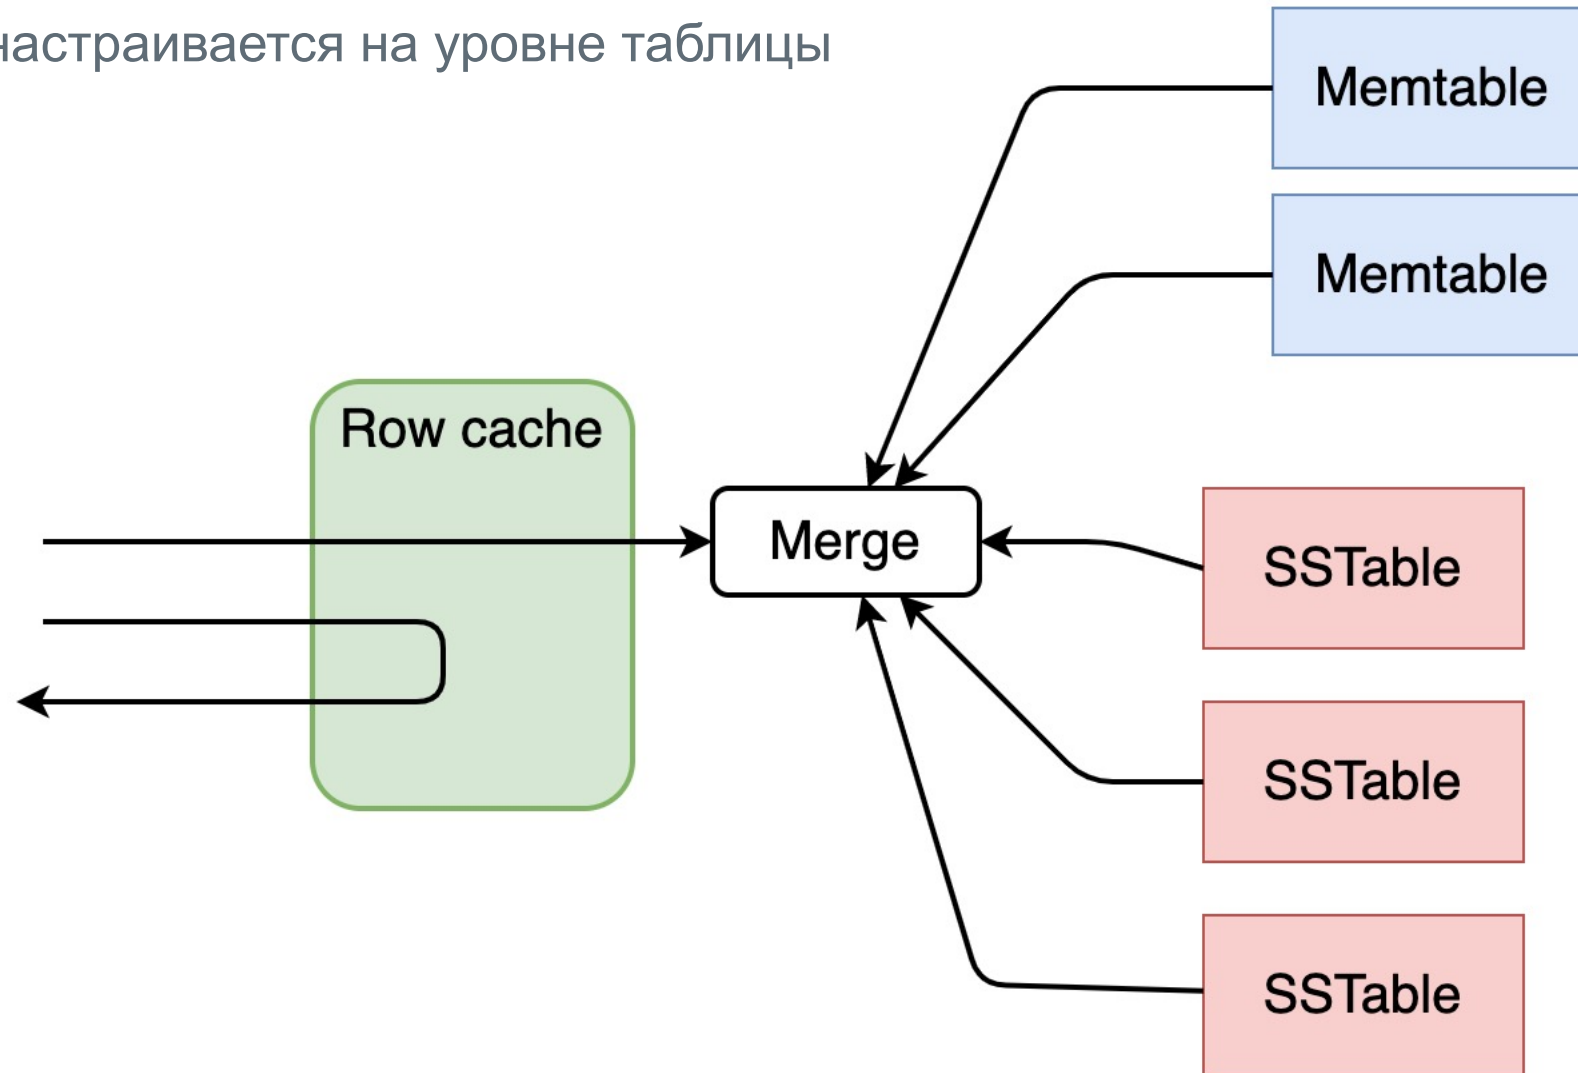 настраивается на уровне таблицы
Memtable
Memtable
Row cache
Merge
SSTable
SSTable
SSTable